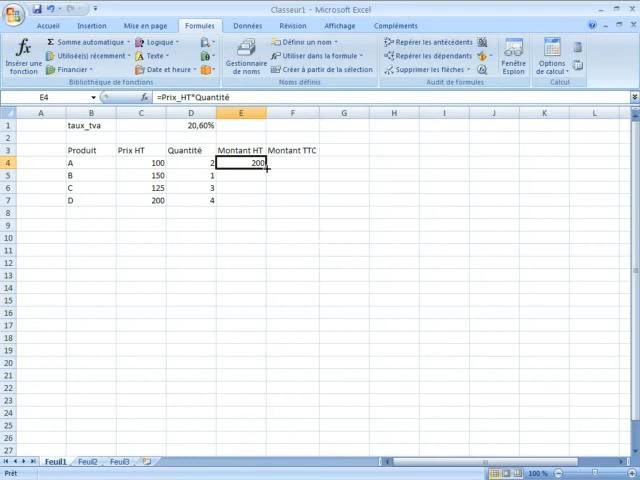 Classeur1 - Microsoft Excel
Accueil Insertion Mise en page Formules Données Révision Affichage Compléments
fx Insérer une fonction
Σ Somme automatique
Utilisé(s) récemment
Financier
Logique
Texte
Date et heure
Bibliothèque de fonctions
Gestionnaire de noms
Définir un nom
Utiliser dans la formule
Créer à partir de la sélection
Noms définis
Repérer les antécédents
Repérer les dépendants
Supprimer les flèches
Audit de formules
Fenêtre Espion
Options de calcul
Calcul
E4 fx =Prix_HT*Quantité
A B C D E F G H I J K L
1 taux_tva 20,60%
2
3 Produit Prix HT Quantité Montant HT Montant TTC
4 A 100 2 200
5 B 150 1
6 C 125 3
7 D 200 4
8
9
10
11
12
13
14
15
16
17
18
19
20
21
22
23
24
25
26
27
Feuil1 Feuil2 Feuil3
Prêt 100 %